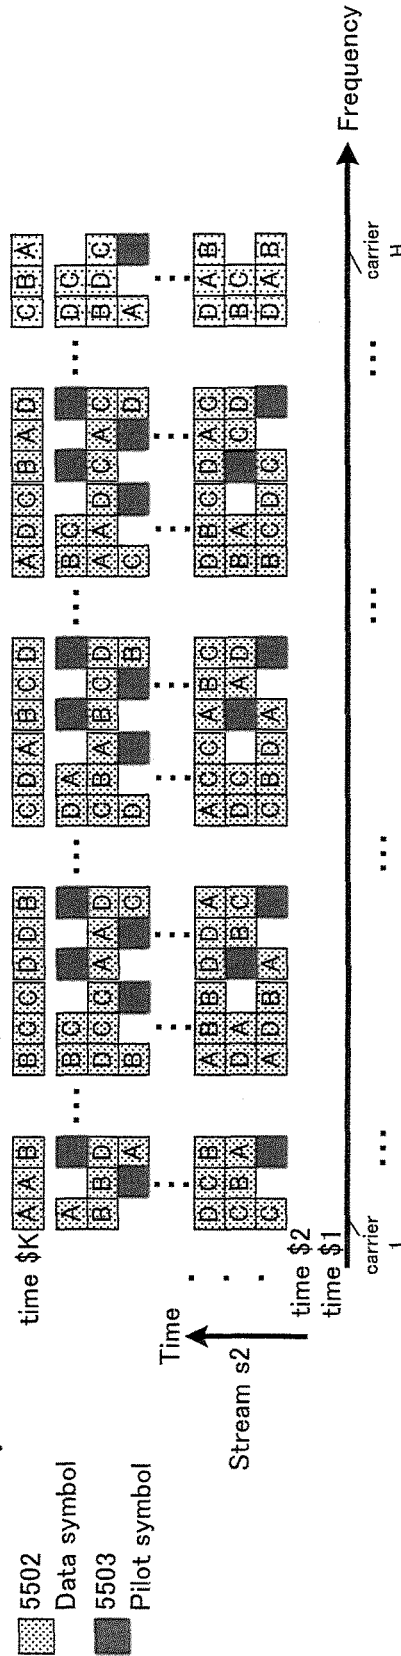 5502
Data symbol
5503
Pilot symbol
Stream s2
Time
time $K
A A B B C C D D B C D A B C D A D C B A D C B A
A B C D A B C D C
B B D D C C A A D C B A B C D A A D C A C B D C
A B C D B C D A
D C B A B B D D A A C C A B C D B C D A C D A B
time $2
C B A D A B C D C A D B A C D B C
time $1
C A D B A C B D A B C D C D A B
carrier
1
carrier
H
Frequency